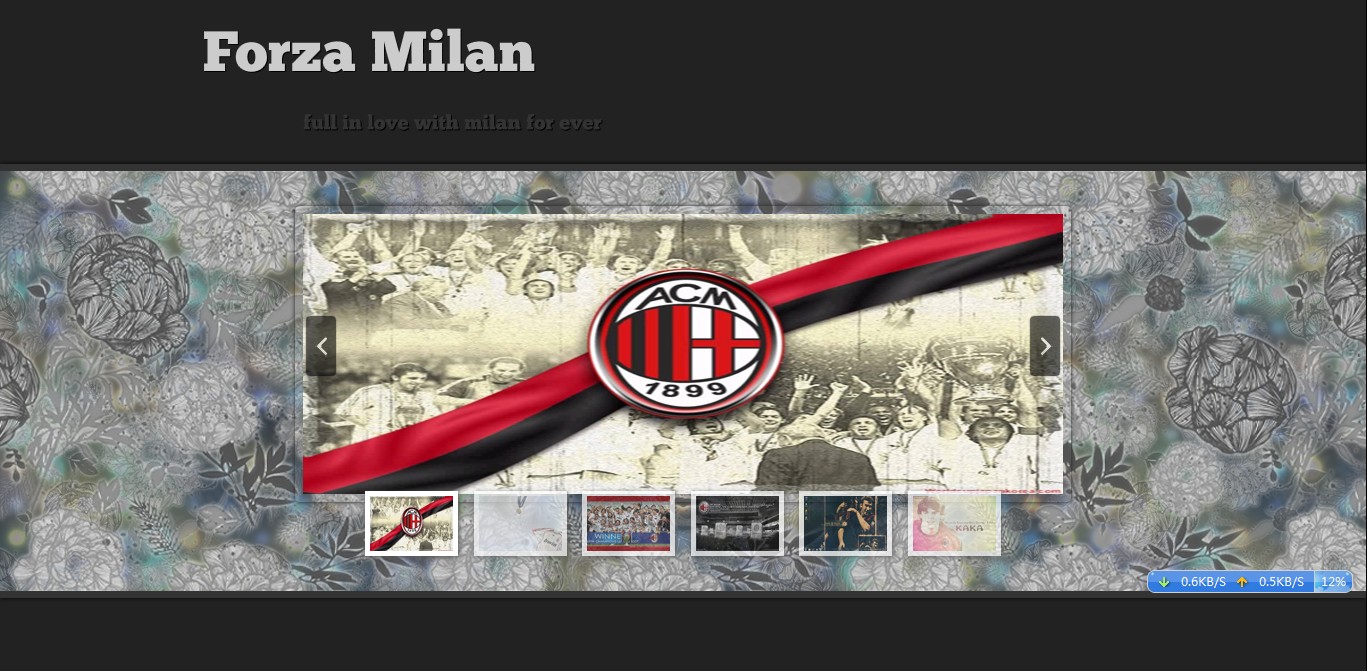 Forza Milan
full in love with milan for ever
ACM
1899
WINNE
KAKA
0.6KB/S 0.5KB/S 12%